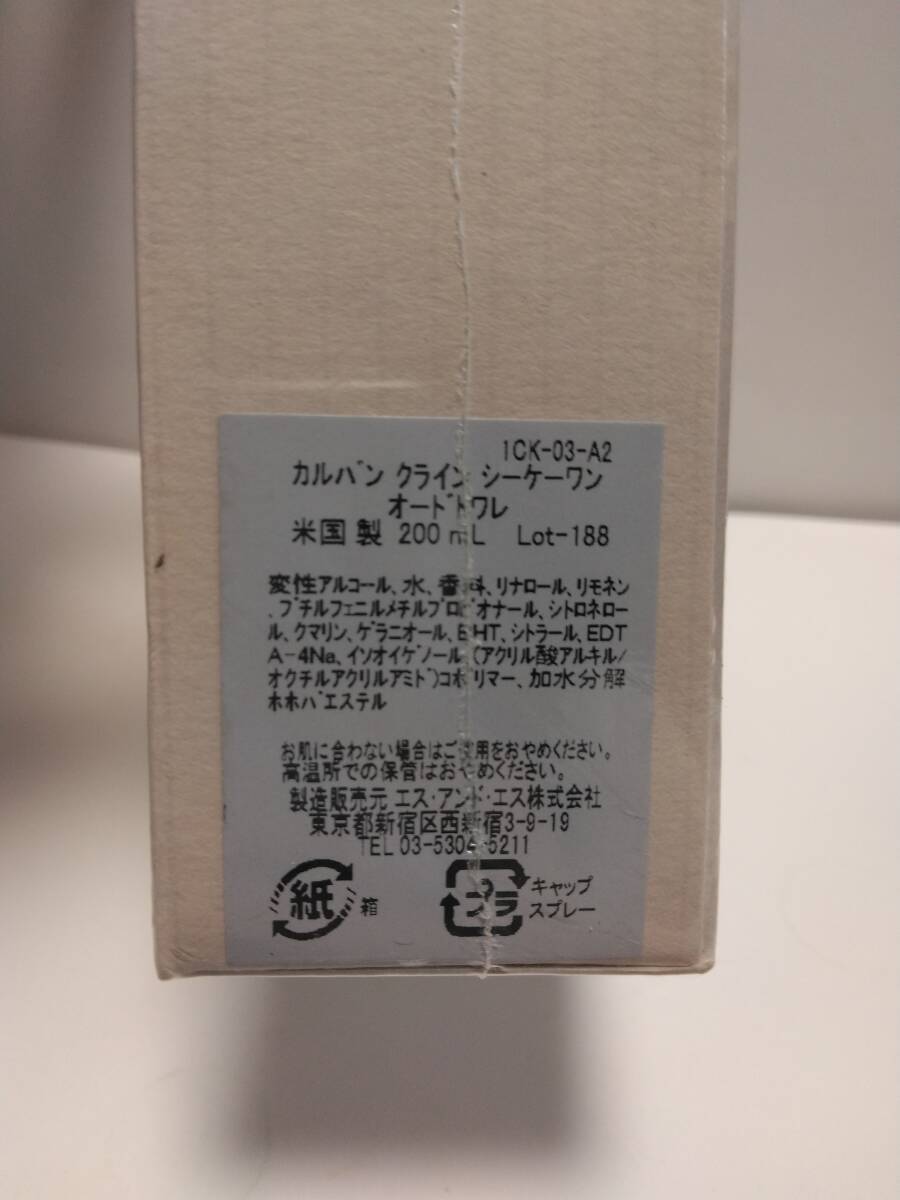 1CK-03-A2
カルバン クライン シーケーワン
オードトワレ
米国製 200mL Lot-188
変性アルコール、水、香料、リナロール、リモネン
、ブチルフェニルメチルプロピオナール、シトロネロー
ル、クマリン、ゲラニオール、BHT、シトラール、EDT
A-4Na、イソオイゲノール、(アクリル酸アルキル/
オクチルアクリルアミド)コポリマー、加水分解
ホホバエステル
お肌に合わない場合はご使用をおやめください。
高温所での保管はおやめください。
製造販売元 エス・アンド・エス株式会社
東京都新宿区西新宿3-9-19
TEL 03-5304-5211
紙 箱
プラ キャップ
スプレー